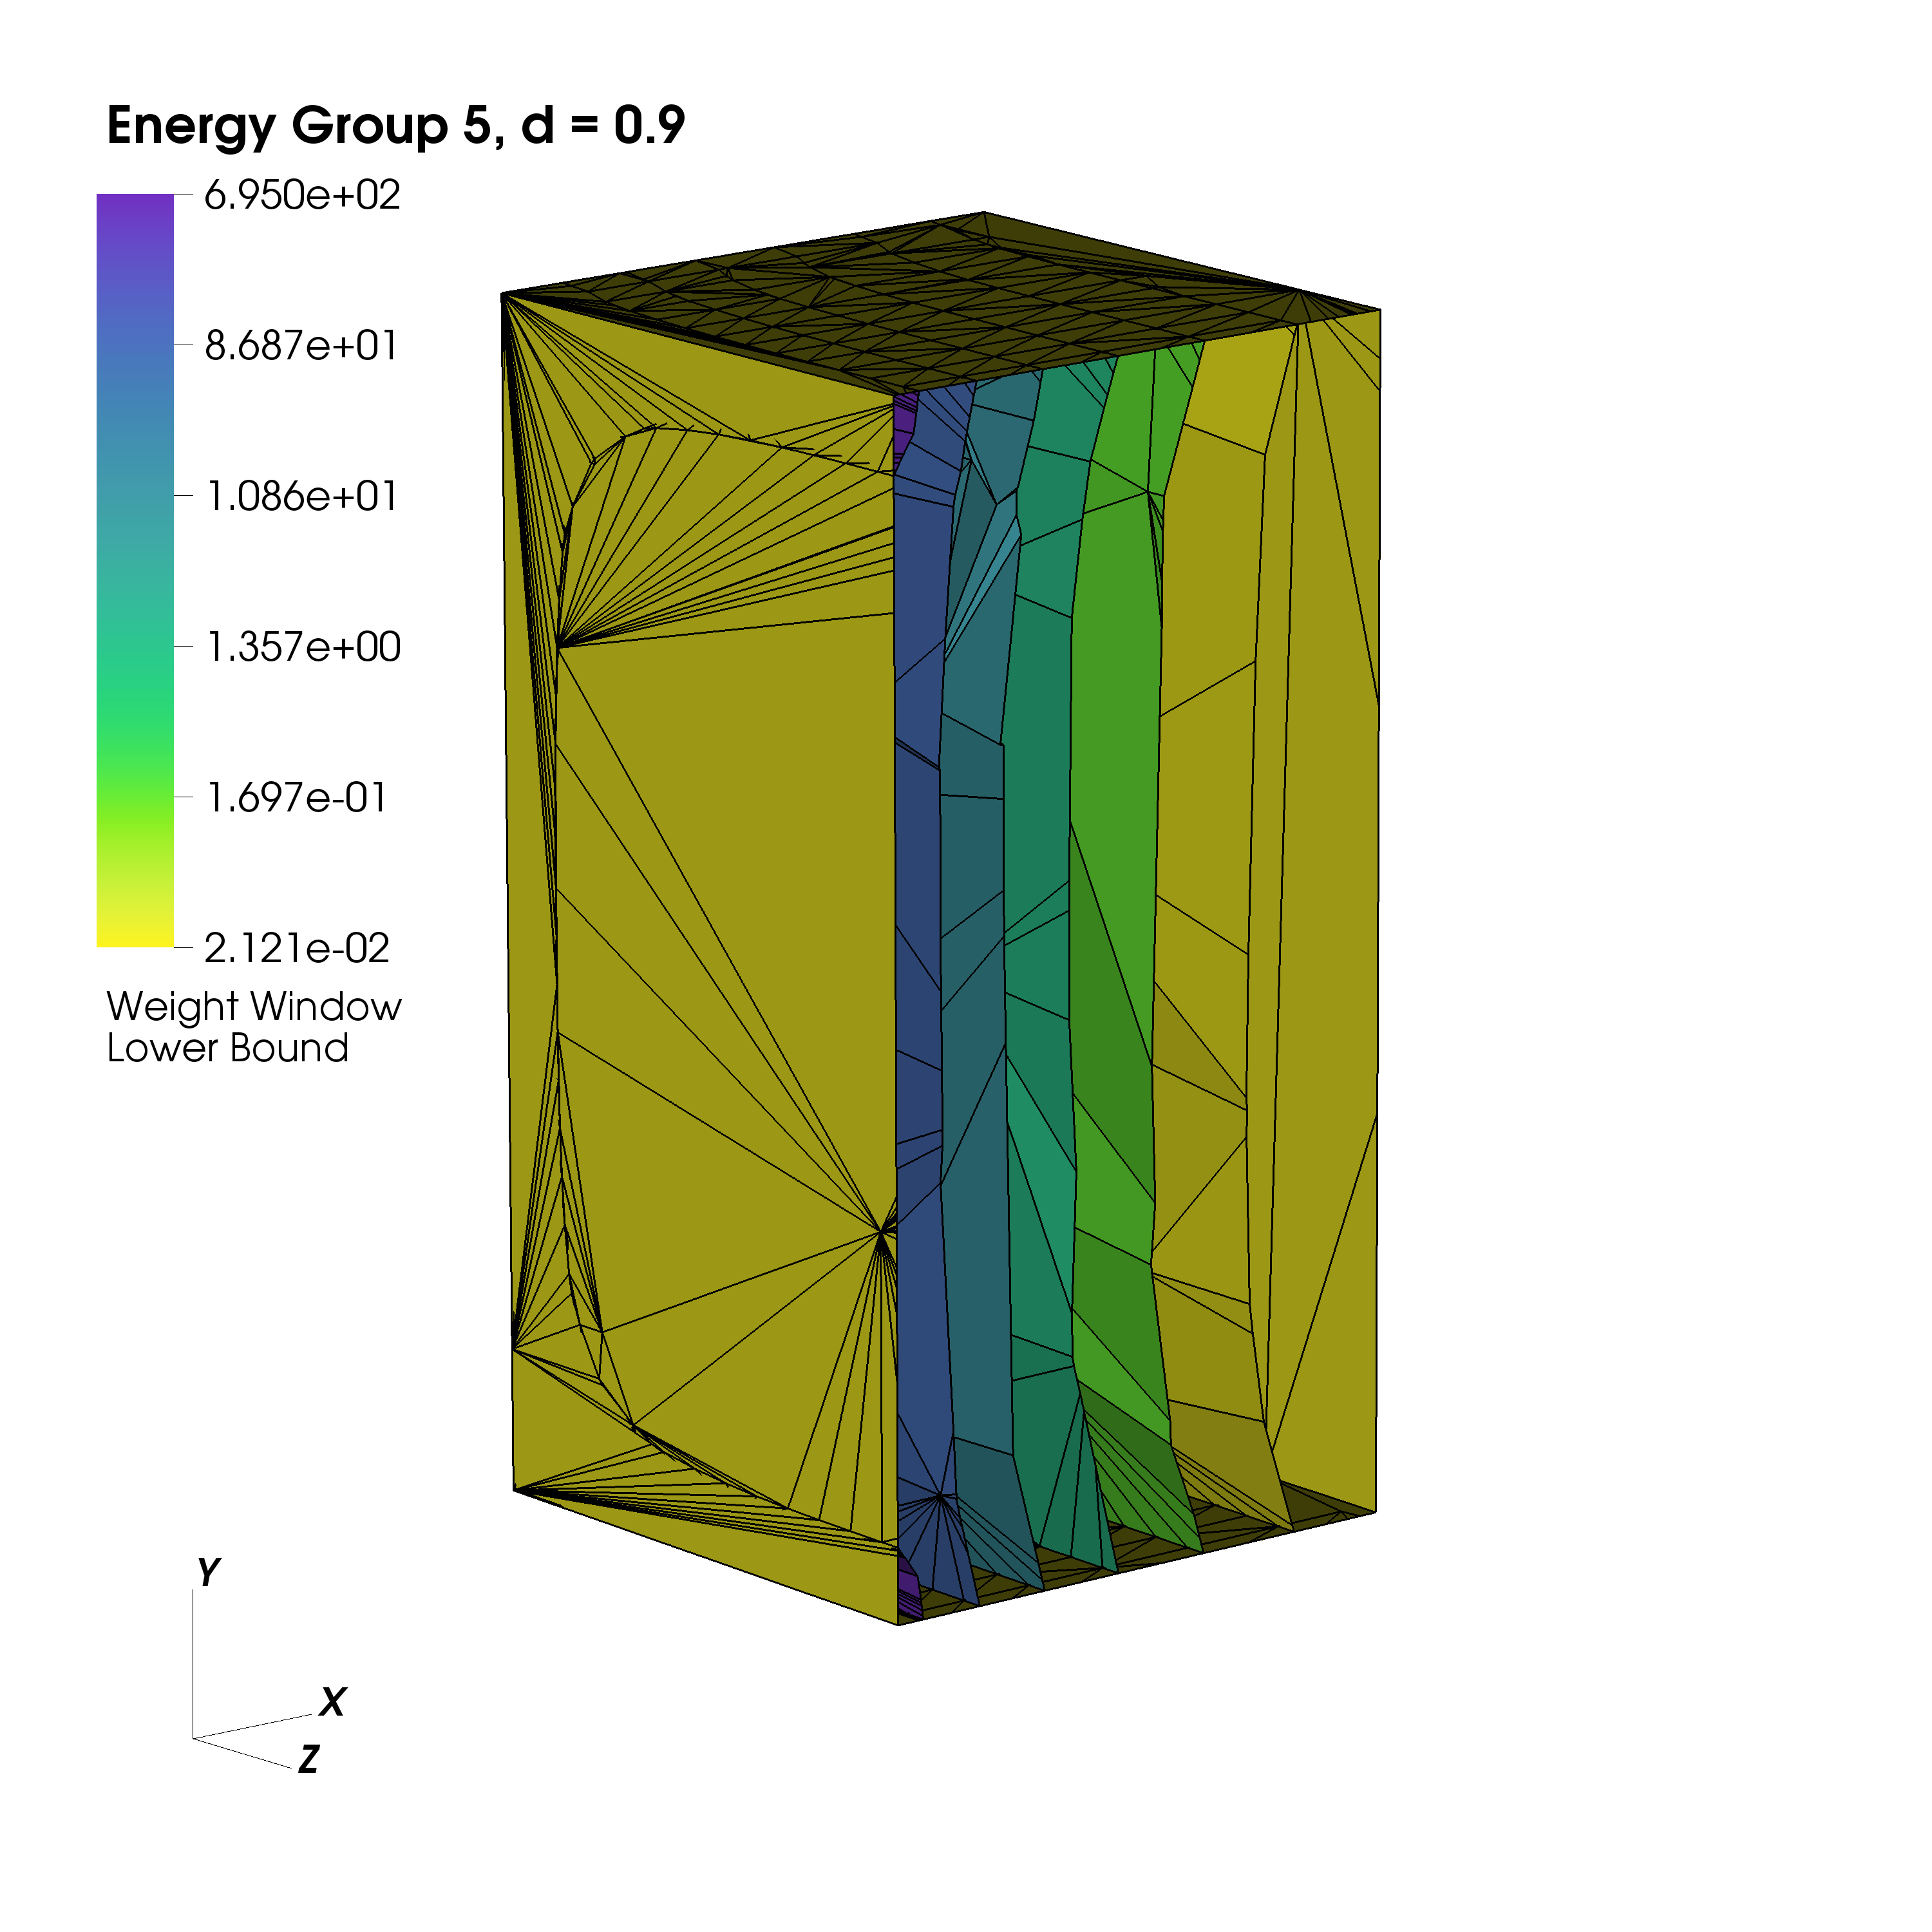 Energy Group 5, d = 0.9
6.950e+02
8.687e+01
1.086e+01
1.357e+00
1.697e-01
2.121e-02
Weight Window
Lower Bound
Y
X
Z